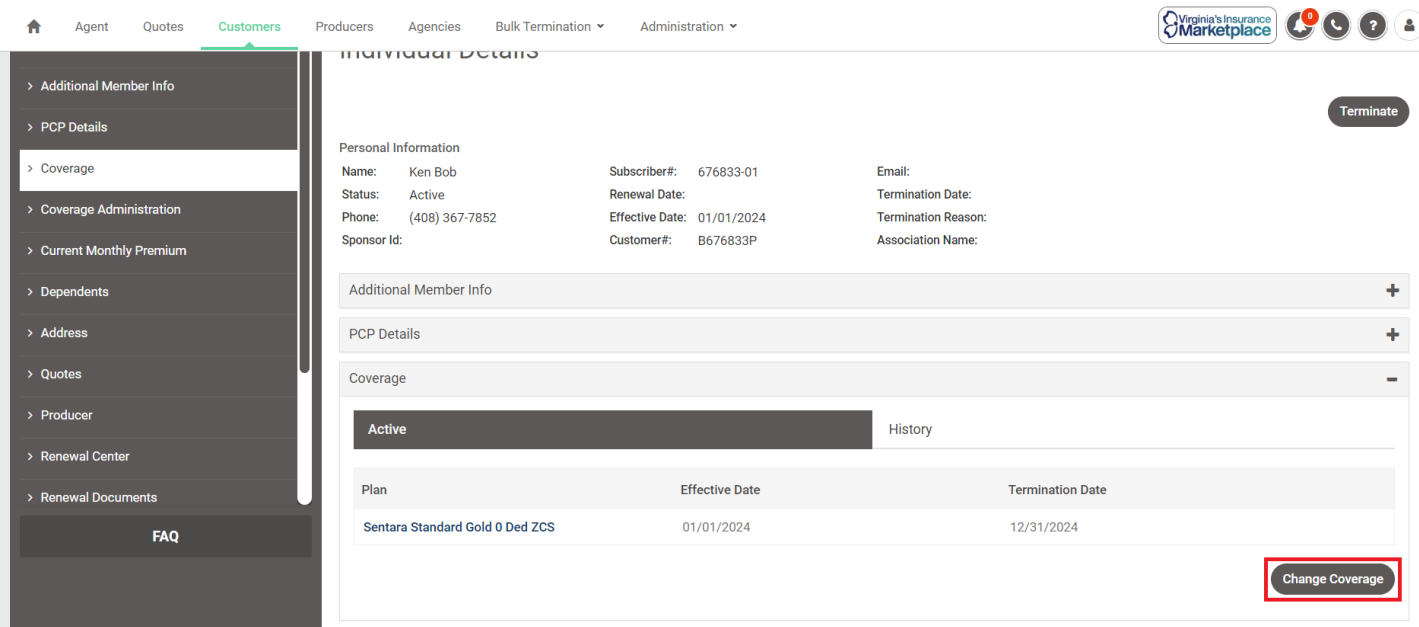 Agent Quotes Customers Producers Agencies Bulk Termination Administration Virginia's Insurance Marketplace 0 ?
Individual Details
Additional Member Info
PCP Details
Coverage
Coverage Administration
Current Monthly Premium
Dependents
Address
Quotes
Producer
Renewal Center
Renewal Documents
FAQ
Terminate
Personal Information
Name: Ken Bob Subscriber#: 676833-01 Email:
Status: Active Renewal Date: Termination Date:
Phone: (408) 367-7852 Effective Date: 01/01/2024 Termination Reason:
Sponsor Id: Customer#: B676833P Association Name:
Additional Member Info
PCP Details
Coverage
Active History
Plan Effective Date Termination Date
Sentara Standard Gold 0 Ded ZCS 01/01/2024 12/31/2024
Change Coverage